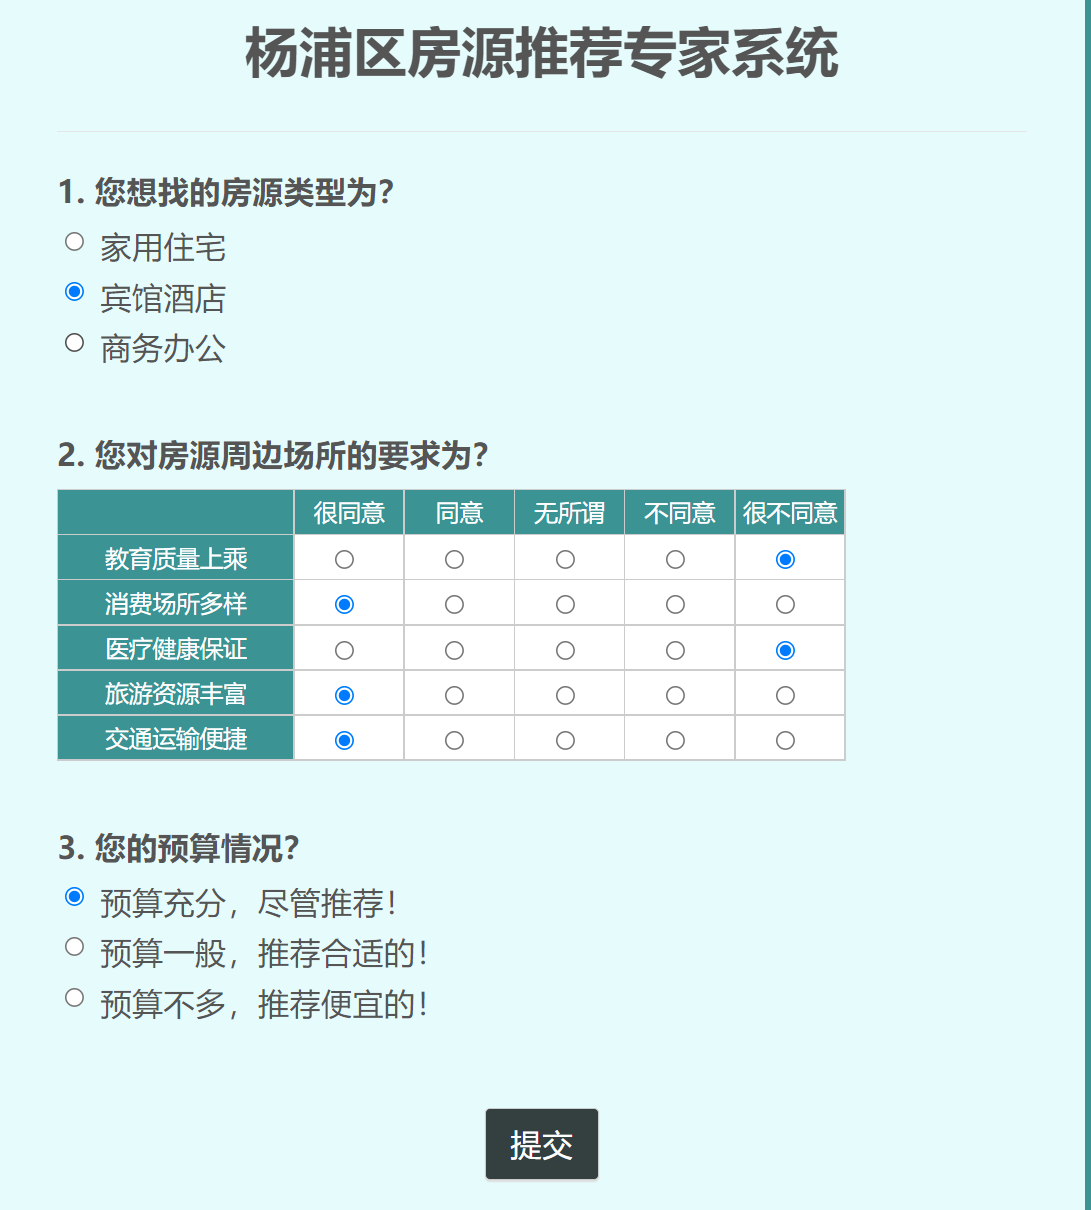 杨浦区房源推荐专家系统
1. 您想找的房源类型为？
家用住宅
宾馆酒店
商务办公
2. 您对房源周边场所的要求为？
很同意 同意 无所谓 不同意 很不同意
教育质量上乘
消费场所多样
医疗健康保证
旅游资源丰富
交通运输便捷
3. 您的预算情况？
预算充分，尽管推荐！
预算一般，推荐合适的！
预算不多，推荐便宜的！
提交